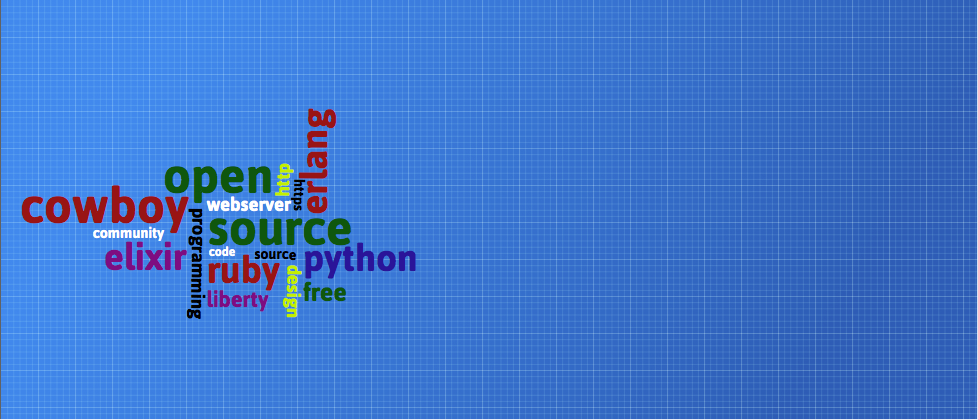 erlang
open
http
https
cowboy
webserver
programming
source
community
elixir
code
source
python
ruby
design
liberty
free